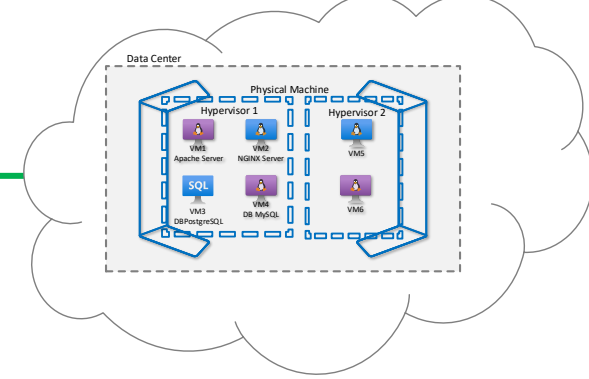 Data Center
Physical Machine
Hypervisor 1
Hypervisor 2
VM1
Apache Server
VM2
NGINX Server
VM5
SQL
VM3
DBPostgreSQL
VM4
DB MySQL
VM6